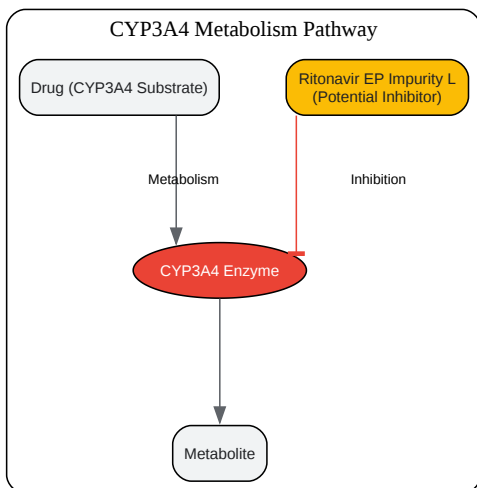 CYP3A4 Metabolism Pathway
Drug (CYP3A4 Substrate)
Ritonavir EP Impurity L
(Potential Inhibitor)
Metabolism
Inhibition
CYP3A4 Enzyme
Metabolite